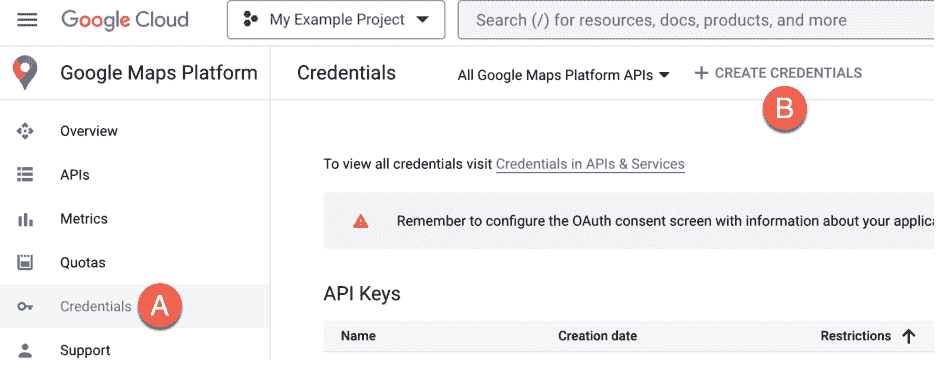 Google Cloud
My Example Project
Search (/) for resources, docs, products, and more
Google Maps Platform
Credentials
All Google Maps Platform APIs
+ CREATE CREDENTIALS
B
Overview
APIs
Metrics
Quotas
Credentials
A
Support
To view all credentials visit Credentials in APIs & Services
Remember to configure the OAuth consent screen with information about your
API Keys
Name Creation date Restrictions